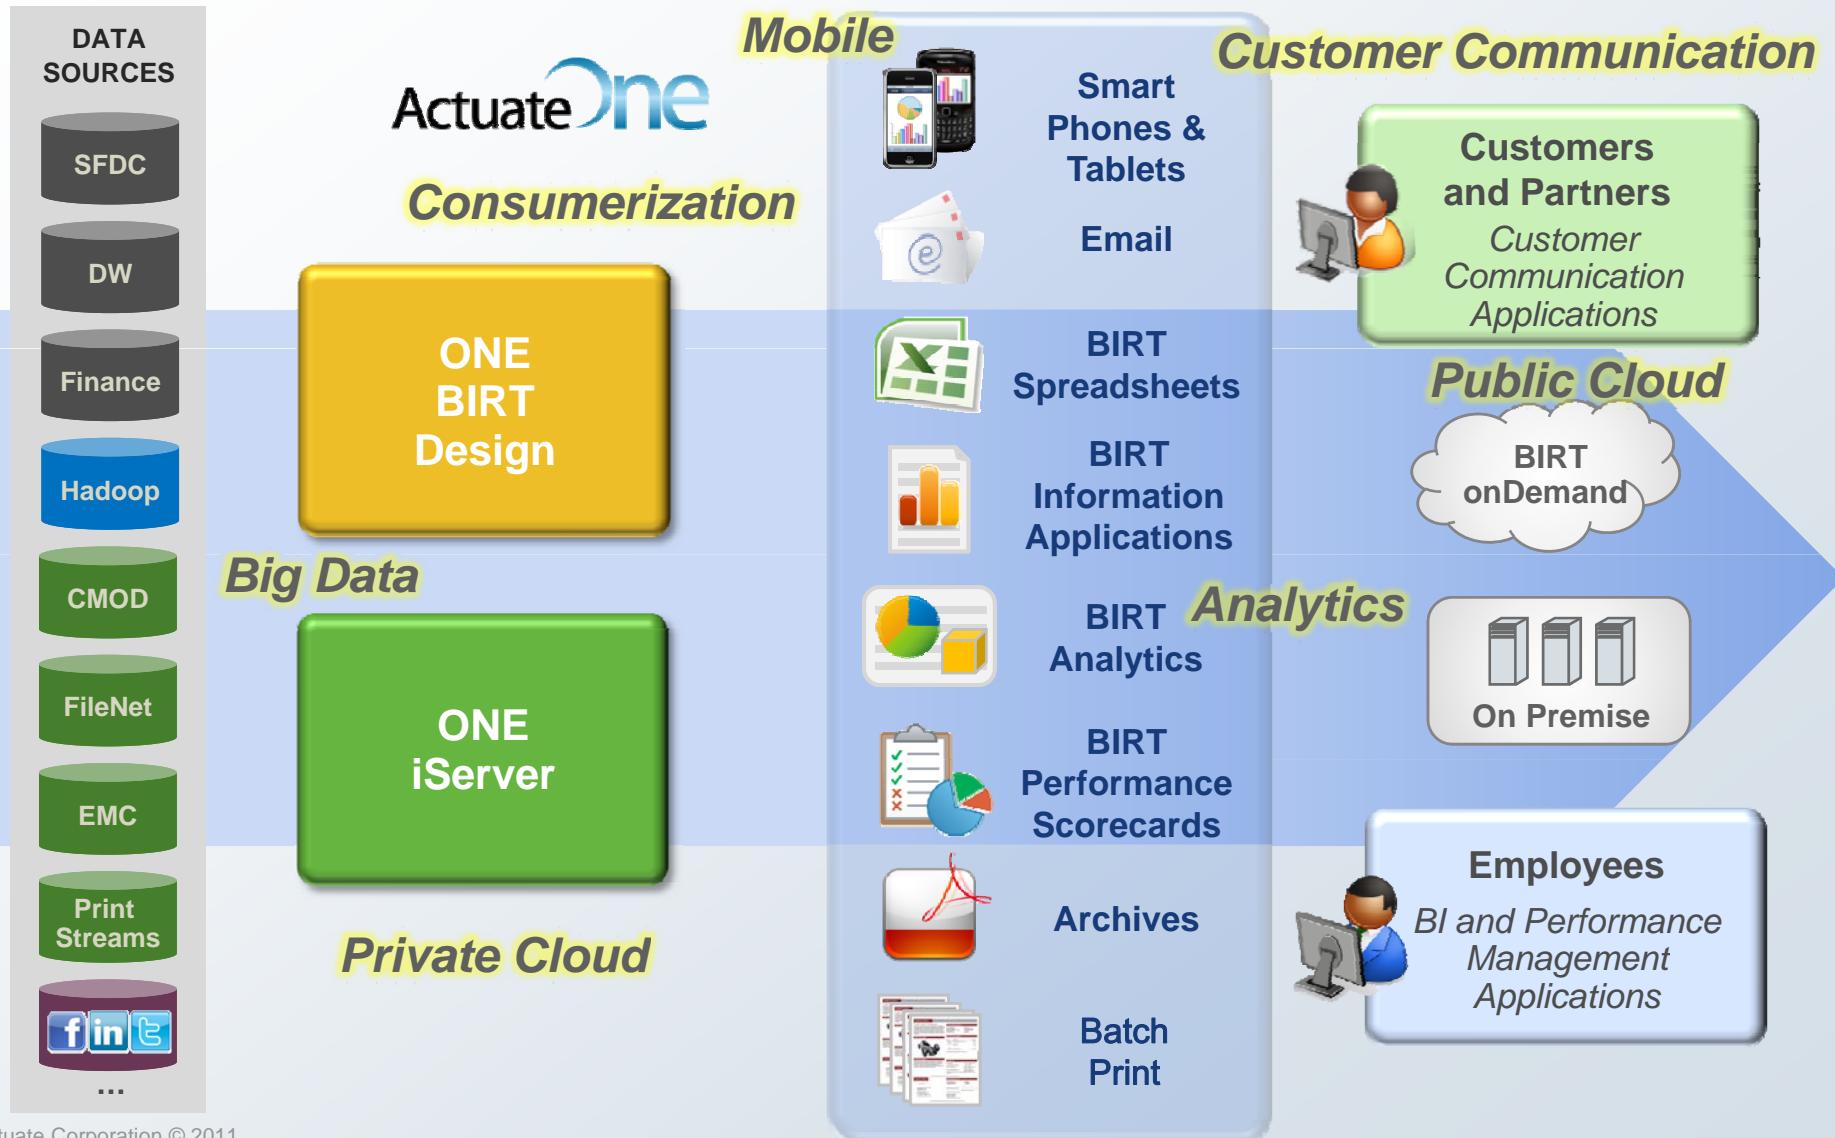 DATA
SOURCES
SFDC
DW
Finance
Hadoop
CMOD
FileNet
EMC
Print
Streams
f in t
...
ActuateOne
Consumerization
ONE
BIRT
Design
Big Data
ONE
iServer
Private Cloud
Mobile
Smart
Phones &
Tablets
Email
BIRT
Spreadsheets
BIRT
Information
Applications
BIRT
Analytics
Analytics
BIRT
Performance
Scorecards
Archives
Batch
Print
Customer Communication
Customers
and Partners
Customer
Communication
Applications
Public Cloud
BIRT
onDemand
On Premise
Employees
BI and Performance
Management
Applications
Corporation © 2011